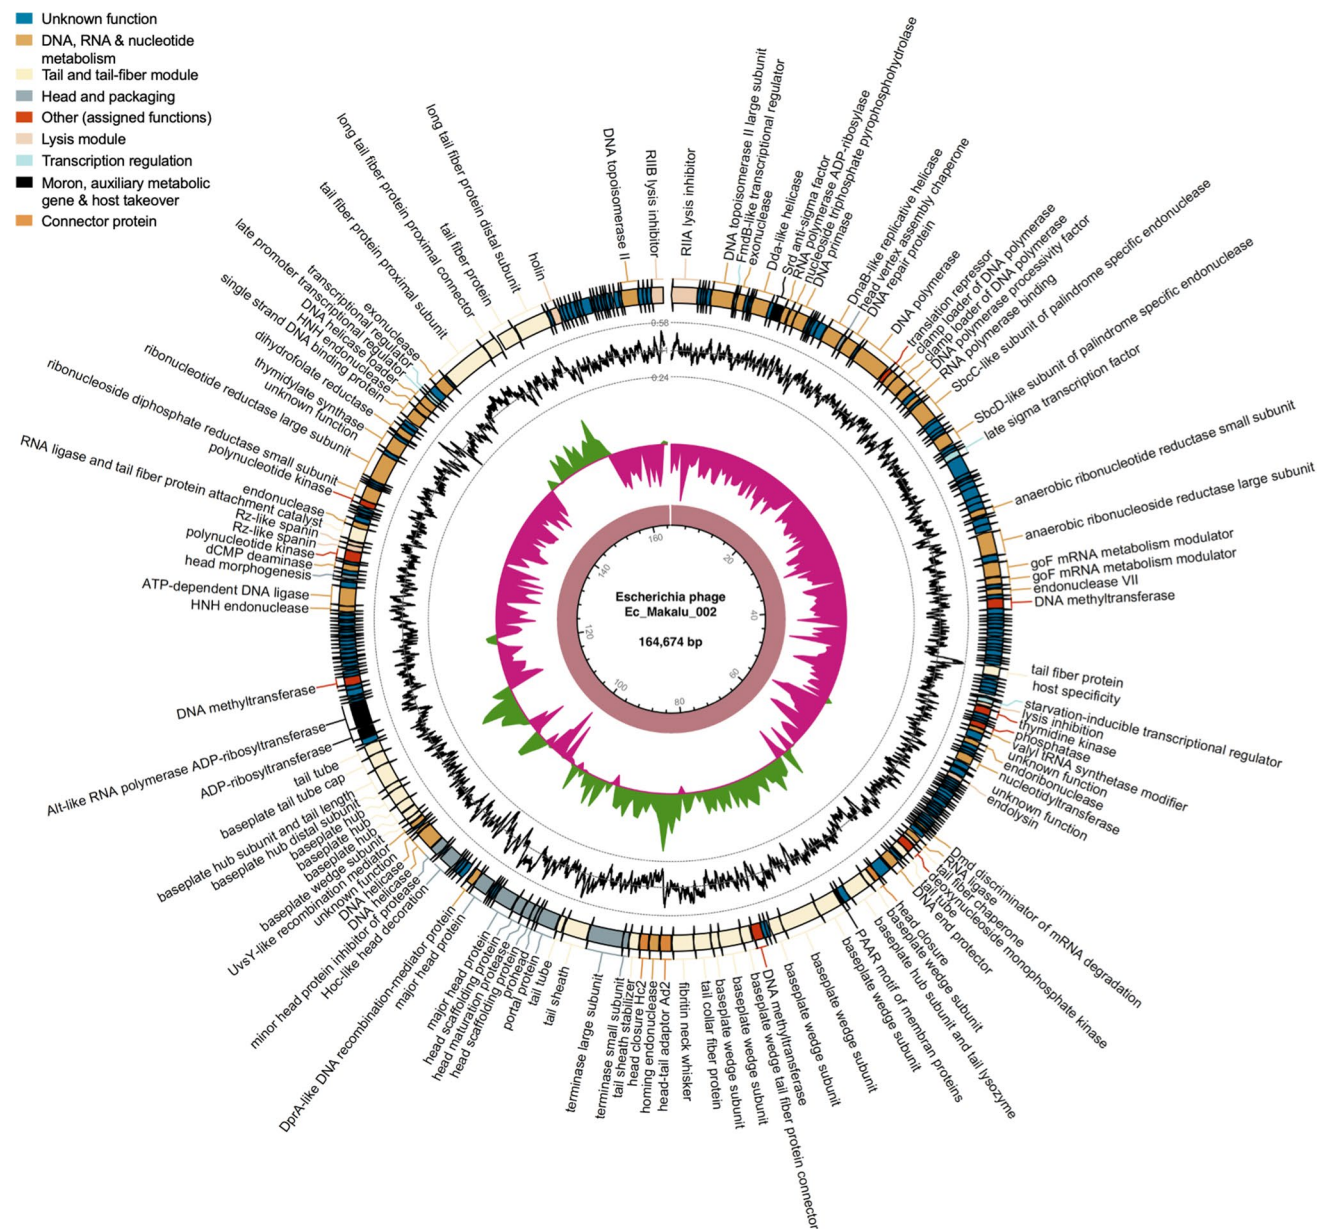 Unknown function
DNA, RNA & nucleotide
metabolism
Tail and tail-fiber module
Head and packaging
Other (assigned functions)
Lysis module
Transcription regulation
Moron, auxiliary metabolic
gene & host takeover
Connector protein
RIIA lysis inhibitor
DNA topoisomerase II large subunit
FmdB-like transcriptional regulator
exonuclease
Dda-like helicase
Srd anti-sigma factor
RNA polymerase ADP-ribosylase
nucleoside triphosphate pyrophosphohydrolase
DNA primase
DnaB-like replicative helicase
head vertex assembly chaperone
DNA repair protein
DNA polymerase
translation repressor
clamp loader of DNA polymerase
clamp loader of DNA polymerase
DNA polymerase processivity factor
RNA polymerase binding
SbcC-like subunit of palindrome specific endonuclease
SbcD-like subunit of palindrome specific endonuclease
late sigma transcription factor
anaerobic ribonucleotide reductase small subunit
anaerobic ribonucleoside reductase large subunit
goF mRNA metabolism modulator
goF mRNA metabolism modulator
endonuclease VII
DNA methyltransferase
tail fiber protein
host specificity
starvation-inducible transcriptional regulator
lysis inhibition
thymidine kinase
phosphatase
valyl tRNA synthetase modifier
unknown function
endoribonuclease
nucleotidyltransferase
unknown function
endolysin
Dmd discriminator of mRNA degradation
RNA ligase
tail fiber chaperone
deoxynucleoside monophosphate kinase
tail tube
DNA end protector
head closure
baseplate wedge subunit
baseplate hub subunit and tail lysozyme
PAAR motif of membran proteins
baseplate wedge subunit
baseplate wedge subunit
baseplate wedge subunit
DNA methyltransferase
baseplate wedge tail fiber protein connector
baseplate wedge subunit
baseplate wedge subunit
tail collar fiber protein
fibritin neck whisker
head-tail adaptor Ad2
homing endonuclease
head closure Hc2
tail sheath stabilizer
terminase small subunit
terminase large subunit
tail sheath
tail tube
portal protein
prohead
head scaffolding protein
head maturation protease
head scaffolding protein
major head protein
major head protein
DprA-like DNA recombination-mediator protein
Hoc-like head decoration
minor head protein inhibitor of protease
DNA helicase
DNA helicase
unknown function
UvsY-like recombination mediator
baseplate wedge subunit
baseplate hub
baseplate hub
baseplate hub
baseplate hub distal subunit
baseplate hub subunit and tail length
baseplate tail tube cap
tail tube
ADP-ribosyltransferase
Alt-like RNA polymerase ADP-ribosyltransferase
DNA methyltransferase
HNH endonuclease
ATP-dependent DNA ligase
head morphogenesis
dCMP deaminase
polynucleotide kinase
Rz-like spanin
Rz-like spanin
RNA ligase and tail fiber protein attachment catalyst
endonuclease
polynucleotide kinase
ribonucleoside diphosphate reductase small subunit
ribonucleotide reductase large subunit
unknown function
thymidylate synthase
dihydrofolate reductase
single strand DNA binding protein
HNH endonuclease
DNA helicase loader
late promoter transcriptional regulator
transcriptional regulator
exonuclease
tail fiber protein proximal subunit
long tail fiber protein proximal connector
tail fiber protein
long tail fiber protein distal subunit
holin
DNA topoisomerase II
RIIB lysis inhibitor
0.58
0.24
Escherichia phage
Ec_Makalu_002
164,674 bp
20
40
60
80
100
120
140
160